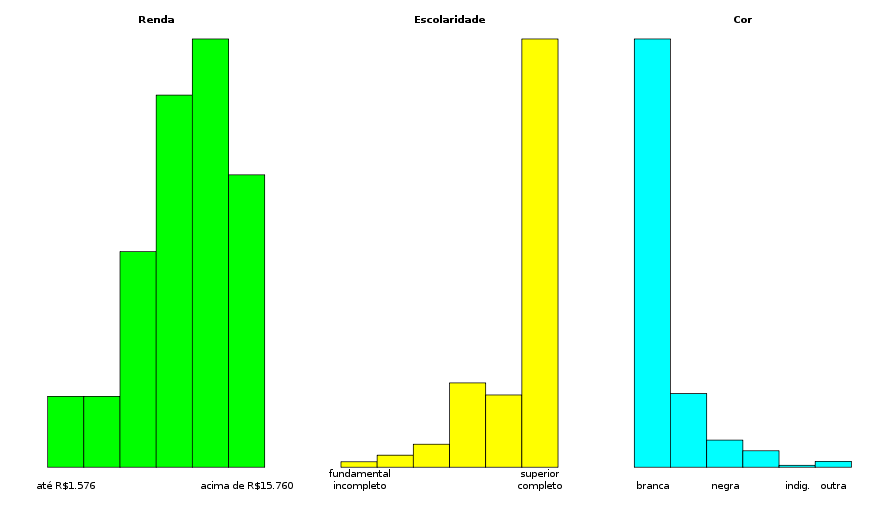 Renda
Escolaridade
Cor
fundamental
incompleto
superior
completo
até R$1.576
acima de R$15.760
branca
negra
indig.
outra